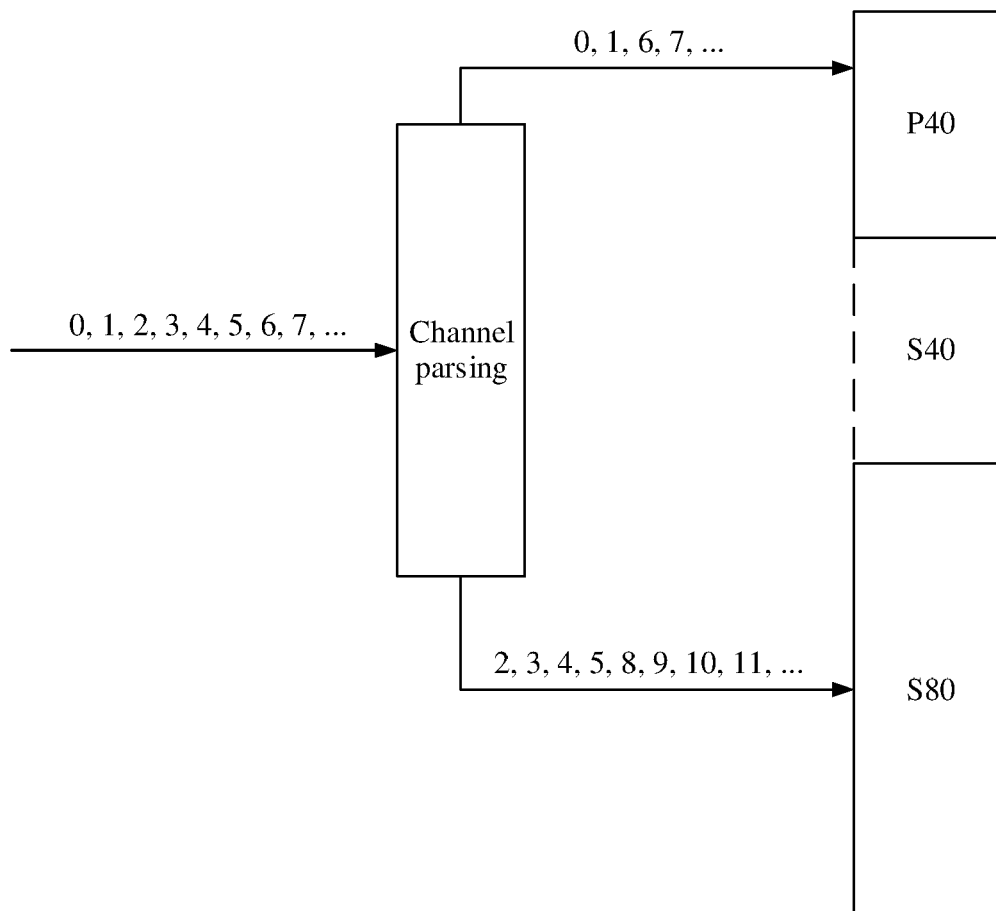 0, 1, 6, 7, ...
P40
0, 1, 2, 3, 4, 5, 6, 7, ...
Channel
parsing
S40
2, 3, 4, 5, 8, 9, 10, 11, ...
S80